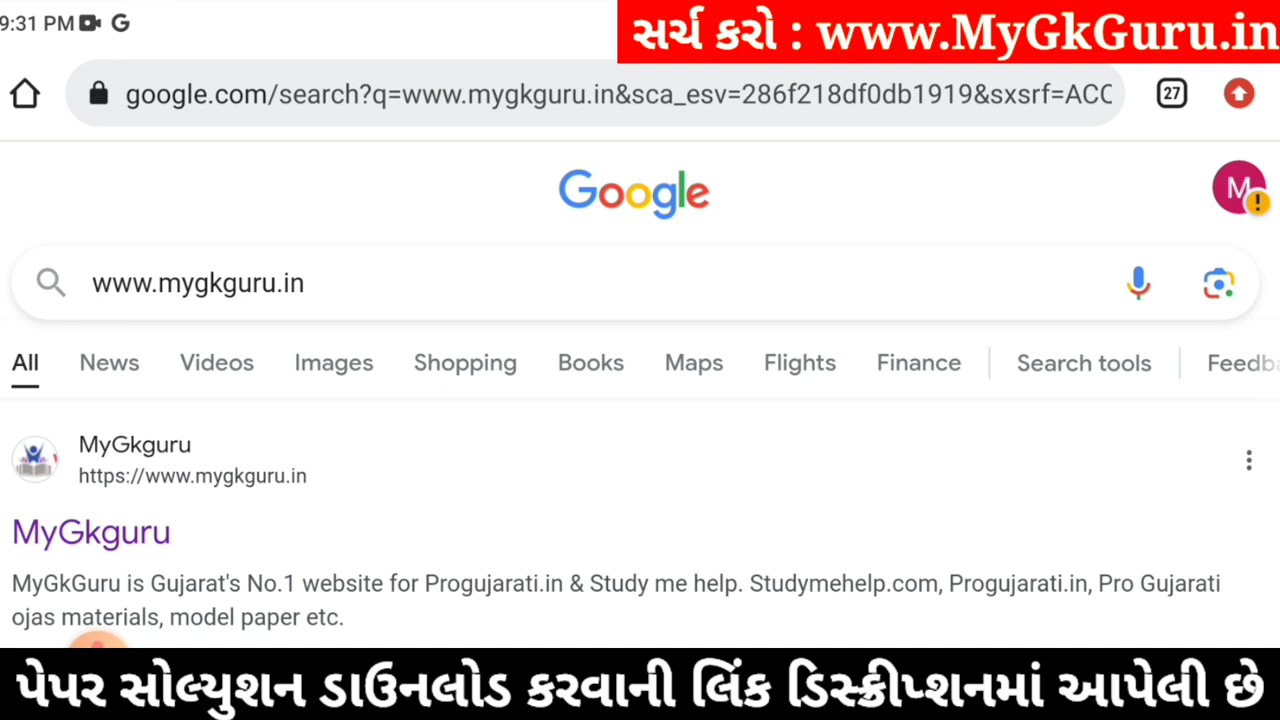 9:31 PM
સર્ચ કરો : www.MyGkGuru.in
google.com/search?q=www.mygkguru.in&sca_esv=286f218df0db1919&sxsrf=ACC
27
Google
M
www.mygkguru.in
All News Videos Images Shopping Books Maps Flights Finance Search tools Feedba
MyGkguru
https://www.mygkguru.in
MyGkguru
MyGkGuru is Gujarat's No.1 website for Progujarati.in & Study me help. Studymehelp.com, Progujarati.in, Pro Gujarati
ojas materials, model paper etc.
પેપર સોલ્યુશન ડાઉનલોડ કરવાની લિંક ડિસ્ક્રીપ્શનમાં આપેલી છે